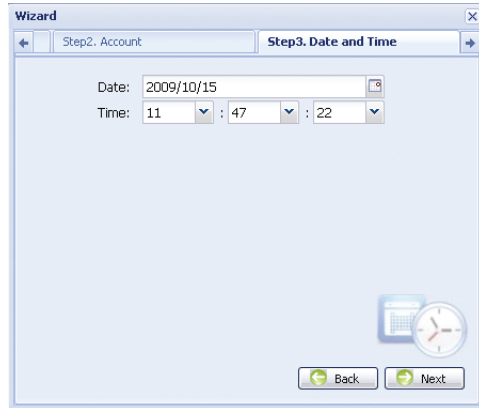 Wizard
Step2. Account
Step3. Date and Time
Date: 2009/10/15
Time: 11 : 47 : 22
Back
Next